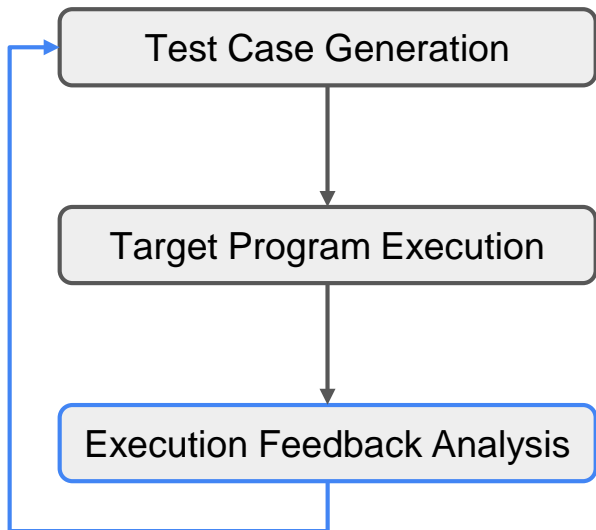 Test Case Generation
Target Program Execution
Execution Feedback Analysis